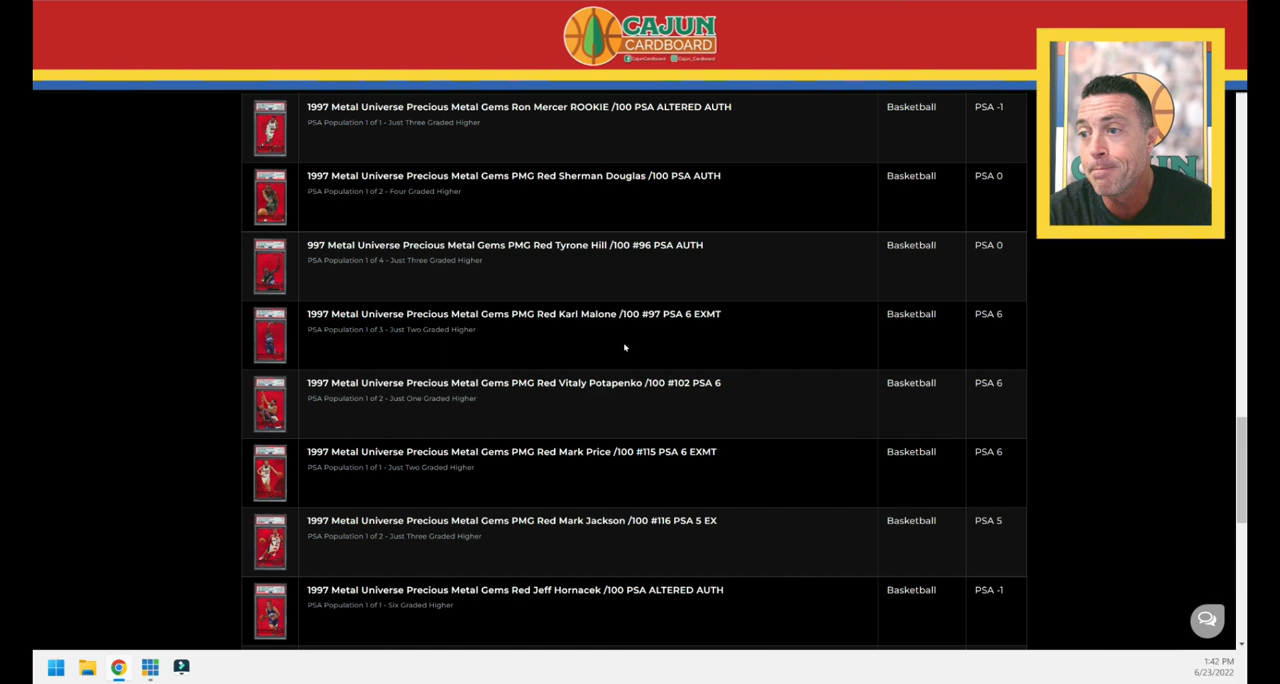 CAJUN
CARDBOARD
CajunCardboard Cajun_Cardboard
1997 Metal Universe Precious Metal Gems Ron Mercer ROOKIE /100 PSA ALTERED AUTH Basketball PSA -1
PSA Population 1 of 1 - Just Three Graded Higher
1997 Metal Universe Precious Metal Gems PMG Red Sherman Douglas /100 PSA AUTH Basketball PSA 0
PSA Population 1 of 2 - Four Graded Higher
997 Metal Universe Precious Metal Gems PMG Red Tyrone Hill /100 #96 PSA AUTH Basketball PSA 0
PSA Population 1 of 4 - Just Three Graded Higher
1997 Metal Universe Precious Metal Gems PMG Red Karl Malone /100 #97 PSA 6 EXMT Basketball PSA 6
PSA Population 1 of 3 - Just Two Graded Higher
1997 Metal Universe Precious Metal Gems PMG Red Vitaly Potapenko /100 #102 PSA 6 Basketball PSA 6
PSA Population 1 of 2 - Just One Graded Higher
1997 Metal Universe Precious Metal Gems PMG Red Mark Price /100 #115 PSA 6 EXMT Basketball PSA 6
PSA Population 1 of 1 - Just Two Graded Higher
1997 Metal Universe Precious Metal Gems PMG Red Mark Jackson /100 #116 PSA 5 EX Basketball PSA 5
PSA Population 1 of 2 - Just Three Graded Higher
1997 Metal Universe Precious Metal Gems Red Jeff Hornacek /100 PSA ALTERED AUTH Basketball PSA -1
PSA Population 1 of 1 - Six Graded Higher
1:42 PM
6/23/2022